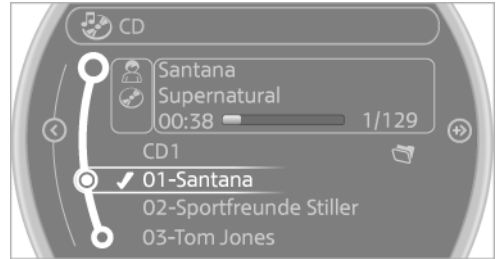 CD
Santana
Supernatural
00:38 1/129
CD1
01-Santana
02-Sportfreunde Stiller
03-Tom Jones